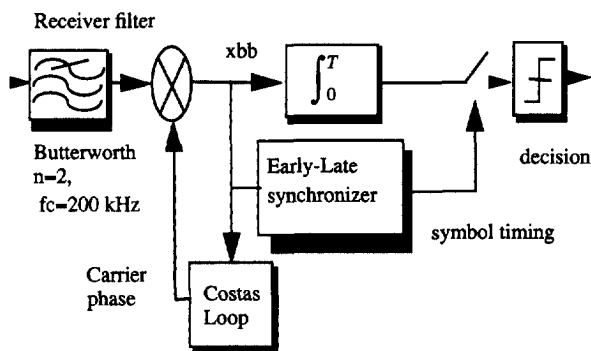 Receiver filter
xbb
∫₀ᵀ
Butterworth
n=2,
fc=200 kHz
Early-Late
synchronizer
decision
symbol timing
Carrier
phase
Costas
Loop